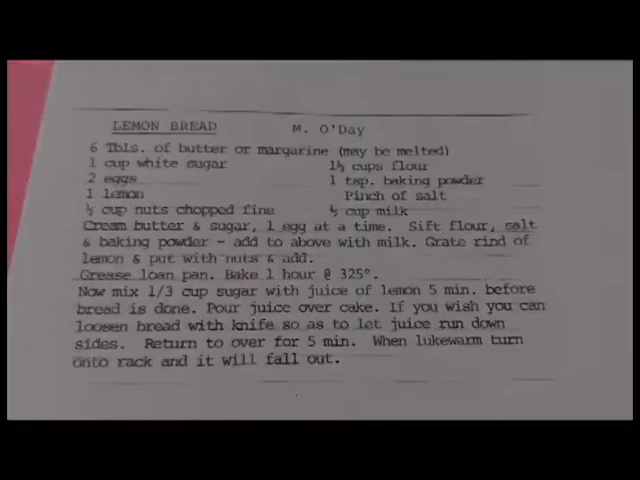 LEMON BREAD M. O'Day
6 Tbls. of butter or margarine (may be melted)
1 cup white sugar 1½ cups flour
2 eggs 1 tsp. baking powder
1 lemon Pinch of salt
½ cup nuts chopped fine ½ cup milk
Cream butter & sugar, 1 egg at a time. Sift flour, salt
& baking powder - add to above with milk. Grate rind of
lemon & put with nuts & add.
Grease loan pan. Bake 1 hour @ 325°.
Now mix 1/3 cup sugar with juice of lemon 5 min. before
bread is done. Pour juice over cake. If you wish you can
loosen bread with knife so as to let juice run down
sides. Return to over for 5 min. When lukewarm turn
onto rack and it will fall out.